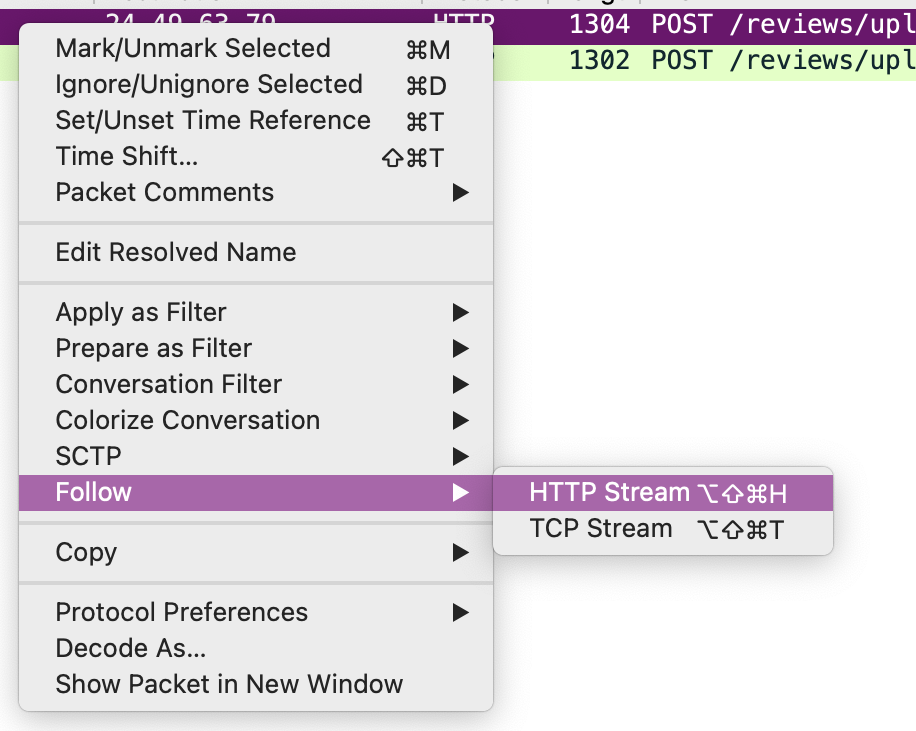 24.49.63.79 HTTP 1304 POST /reviews/upl
1302 POST /reviews/upl
Mark/Unmark Selected ⌘M
Ignore/Unignore Selected ⌘D
Set/Unset Time Reference ⌘T
Time Shift... ⇧⌘T
Packet Comments ▶
Edit Resolved Name
Apply as Filter ▶
Prepare as Filter ▶
Conversation Filter ▶
Colorize Conversation ▶
SCTP ▶
Follow ▶
HTTP Stream ⌥⇧⌘H
TCP Stream ⌥⇧⌘T
Copy ▶
Protocol Preferences ▶
Decode As...
Show Packet in New Window